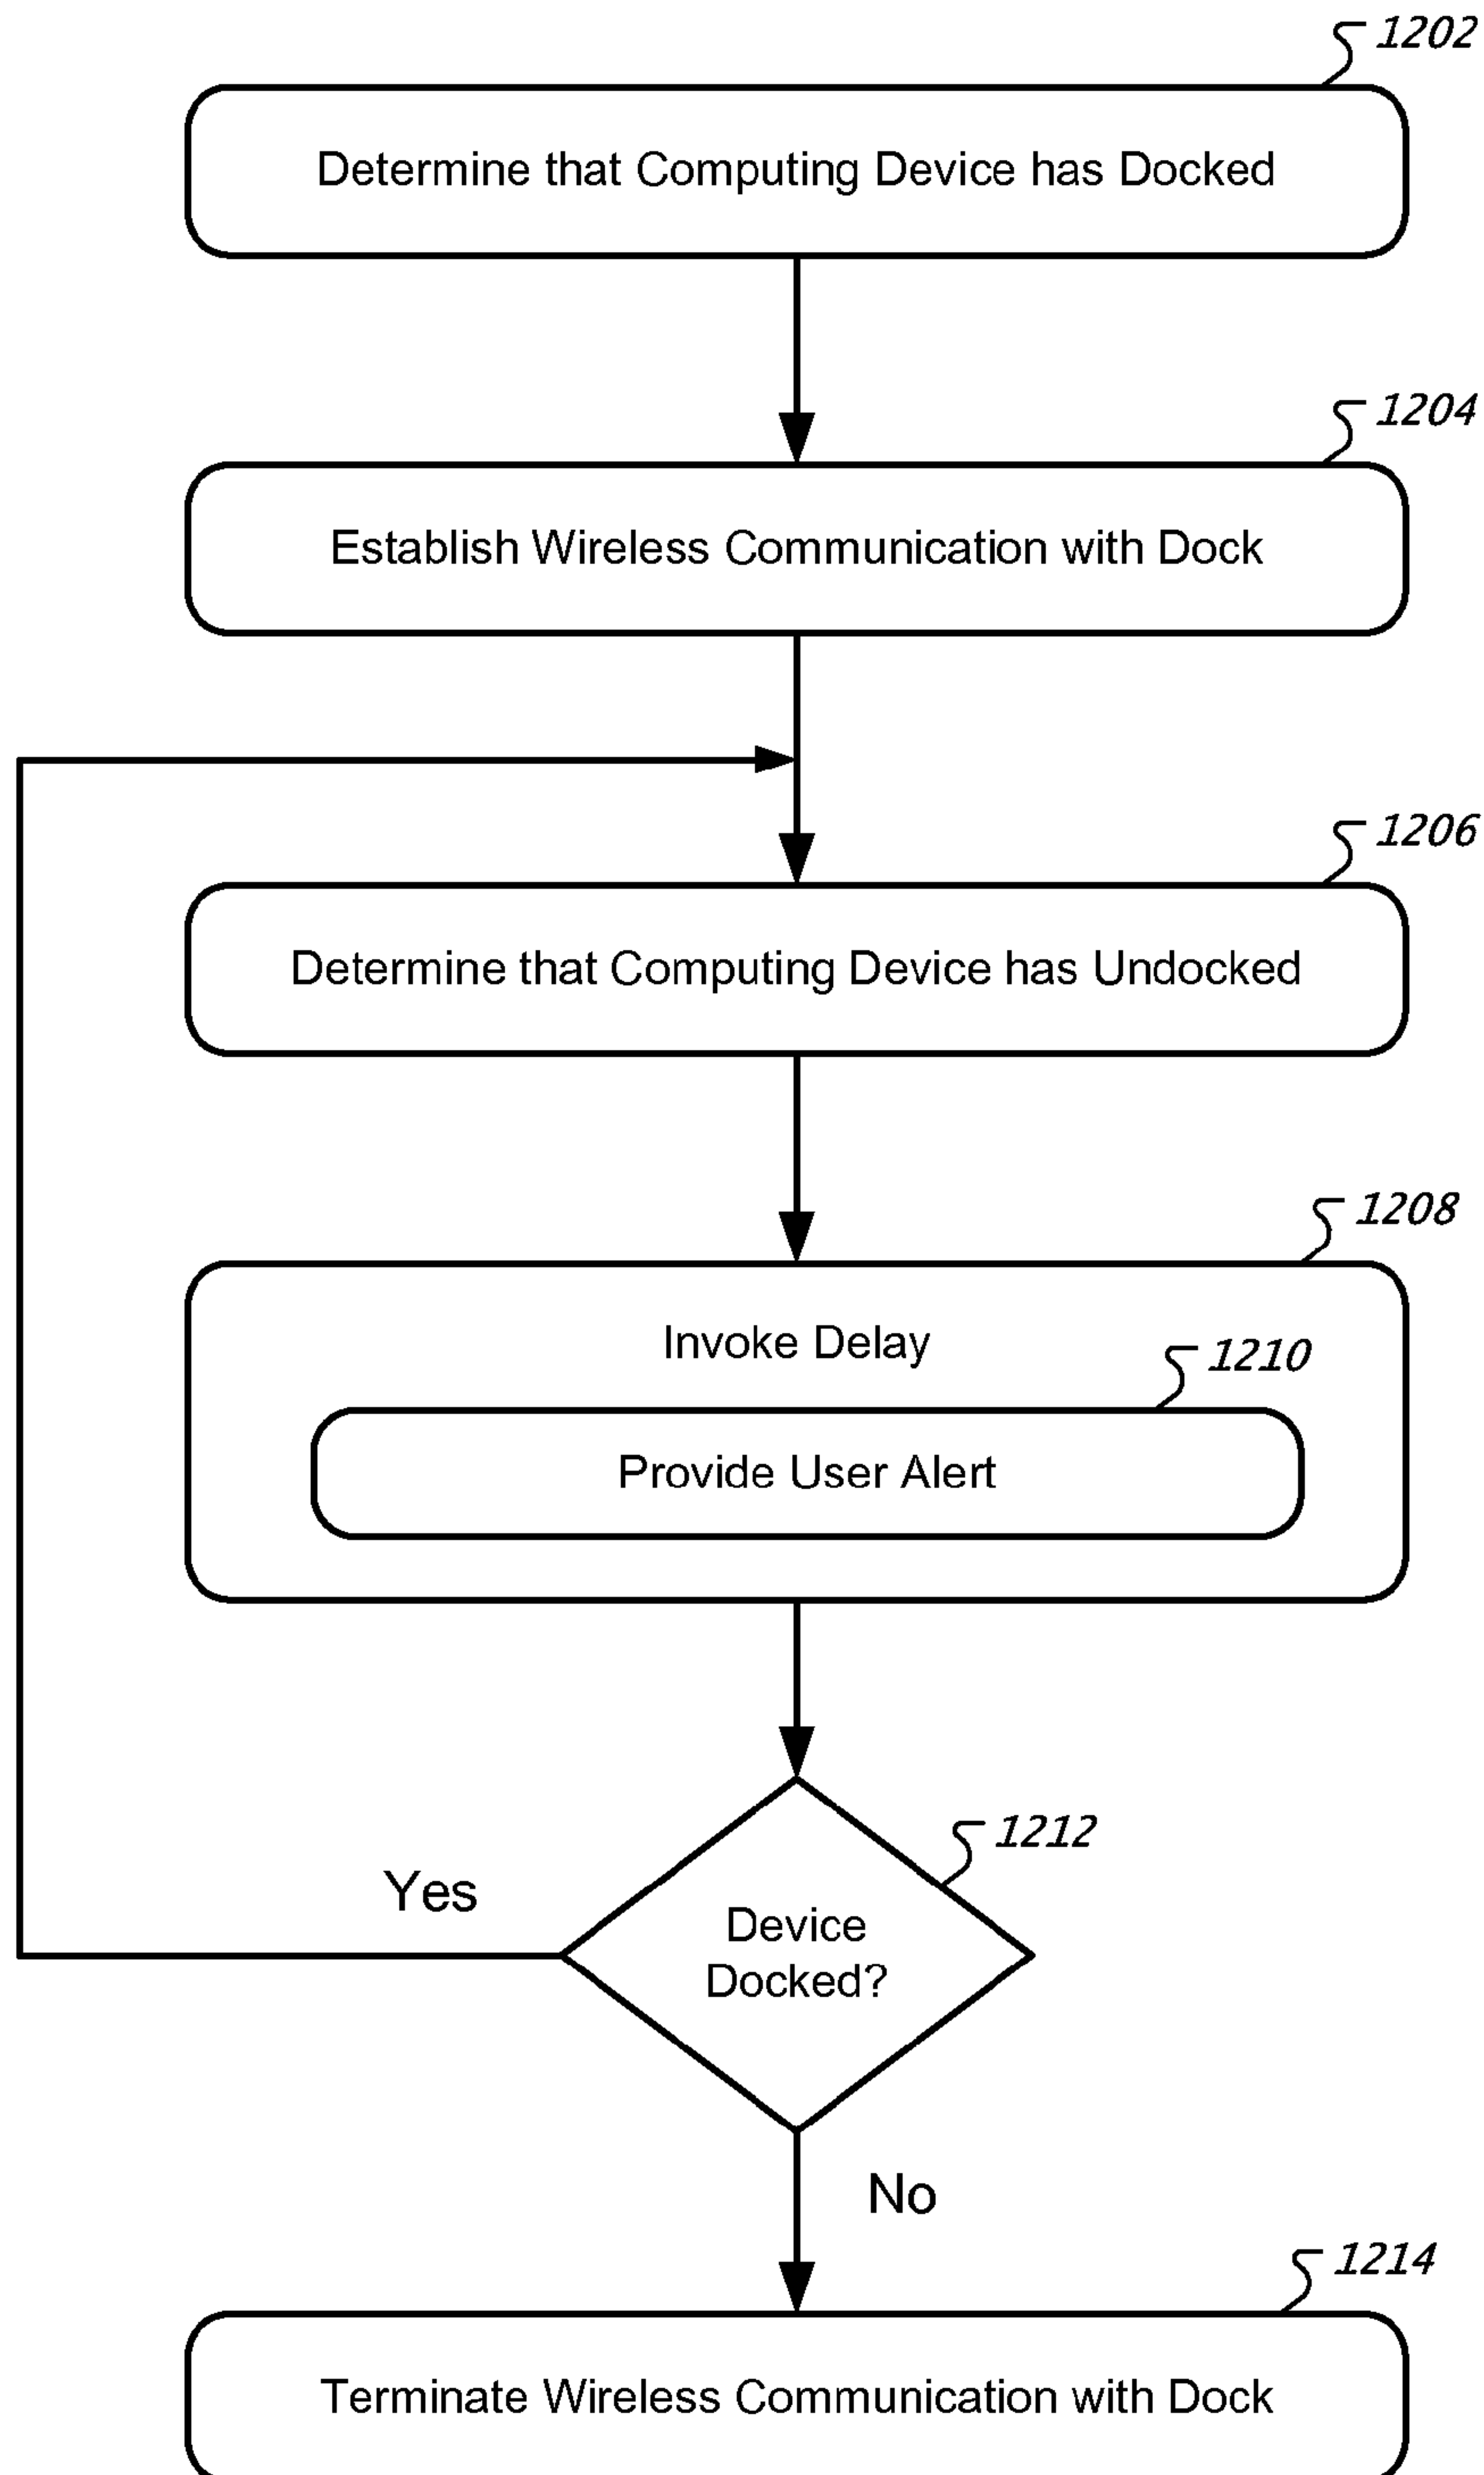 1202
Determine that Computing Device has Docked
1204
Establish Wireless Communication with Dock
1206
Determine that Computing Device has Undocked
1208
Invoke Delay
1210
Provide User Alert
1212
Yes
Device
Docked?
No
1214
Terminate Wireless Communication with Dock